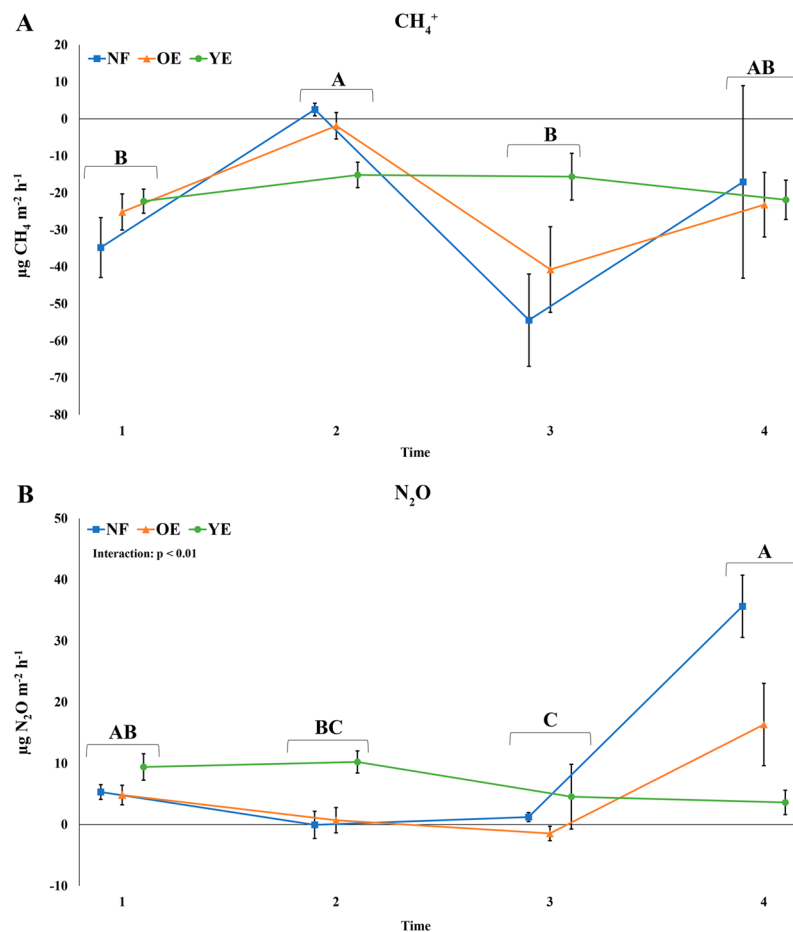 A
CH₄⁺
20
NF OE YE
10
0
-10
-20
-30
-40
-50
-60
-70
-80
µg CH₄ m⁻² h⁻¹
B
A
B
AB
1 2 3 4
Time
B
N₂O
50
NF OE YE
Interaction: p < 0.01
40
30
20
10
0
-10
µg N₂O m⁻² h⁻¹
AB
BC
C
A
1 2 3 4
Time